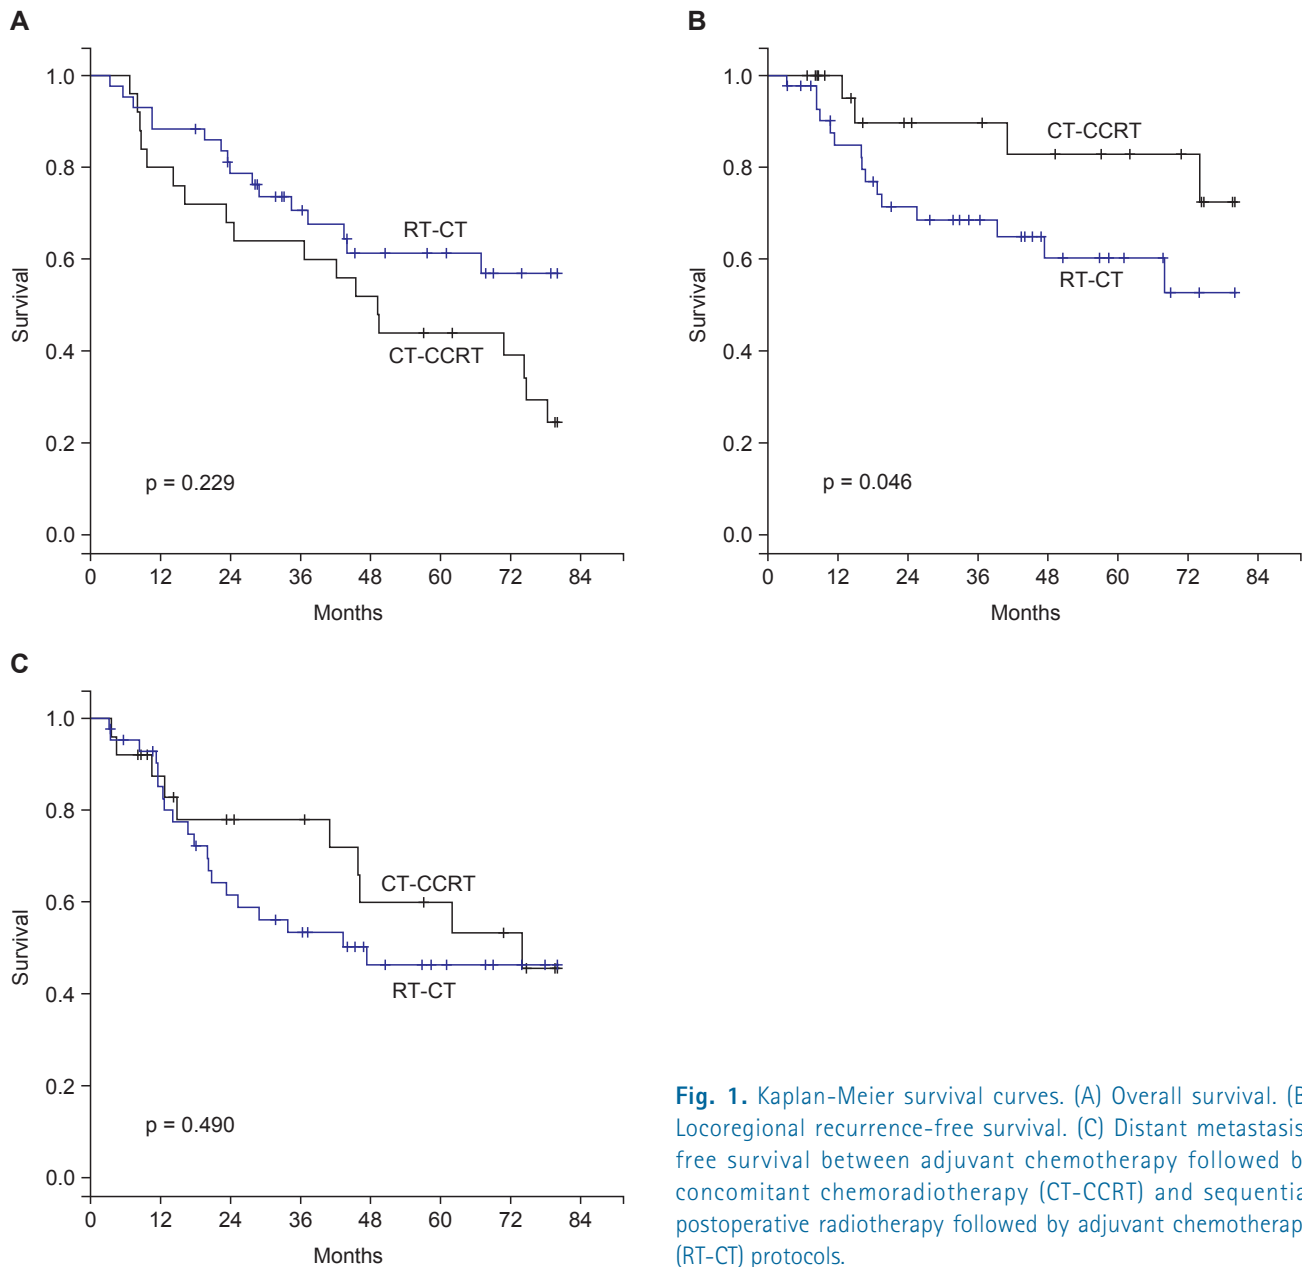 A
1.0
0.8
0.6
0.4
0.2
0.0
Survival
RT-CT
CT-CCRT
p = 0.229
0 12 24 36 48 60 72 84
Months
B
1.0
0.8
0.6
0.4
0.2
0.0
Survival
CT-CCRT
RT-CT
p = 0.046
0 12 24 36 48 60 72 84
Months
C
1.0
0.8
0.6
0.4
0.2
0.0
Survival
CT-CCRT
RT-CT
p = 0.490
0 12 24 36 48 60 72 84
Months
Fig. 1. Kaplan-Meier survival curves. (A) Overall survival. (B
Locoregional recurrence-free survival. (C) Distant metastasis
free survival between adjuvant chemotherapy followed b
concomitant chemoradiotherapy (CT-CCRT) and sequentia
postoperative radiotherapy followed by adjuvant chemotherap
(RT-CT) protocols.